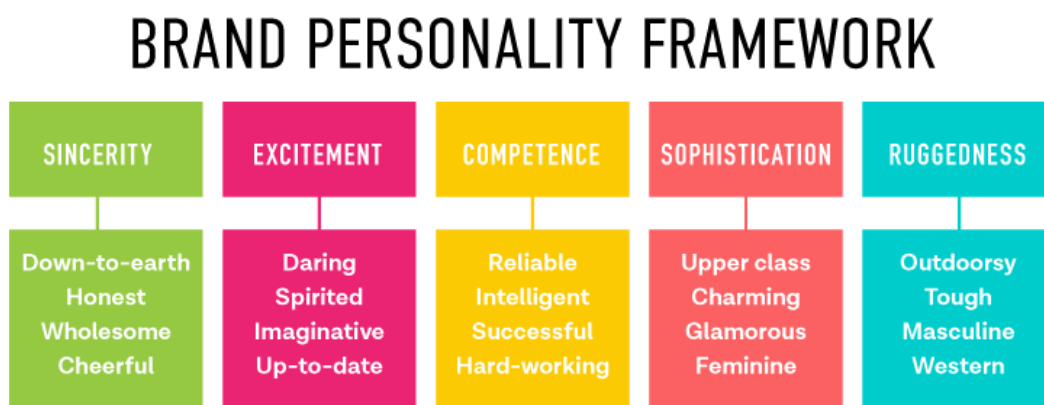 BRAND PERSONALITY FRAMEWORK
SINCERITY
Down-to-earth
Honest
Wholesome
Cheerful
EXCITEMENT
Daring
Spirited
Imaginative
Up-to-date
COMPETENCE
Reliable
Intelligent
Successful
Hard-working
SOPHISTICATION
Upper class
Charming
Glamorous
Feminine
RUGGEDNESS
Outdoorsy
Tough
Masculine
Western